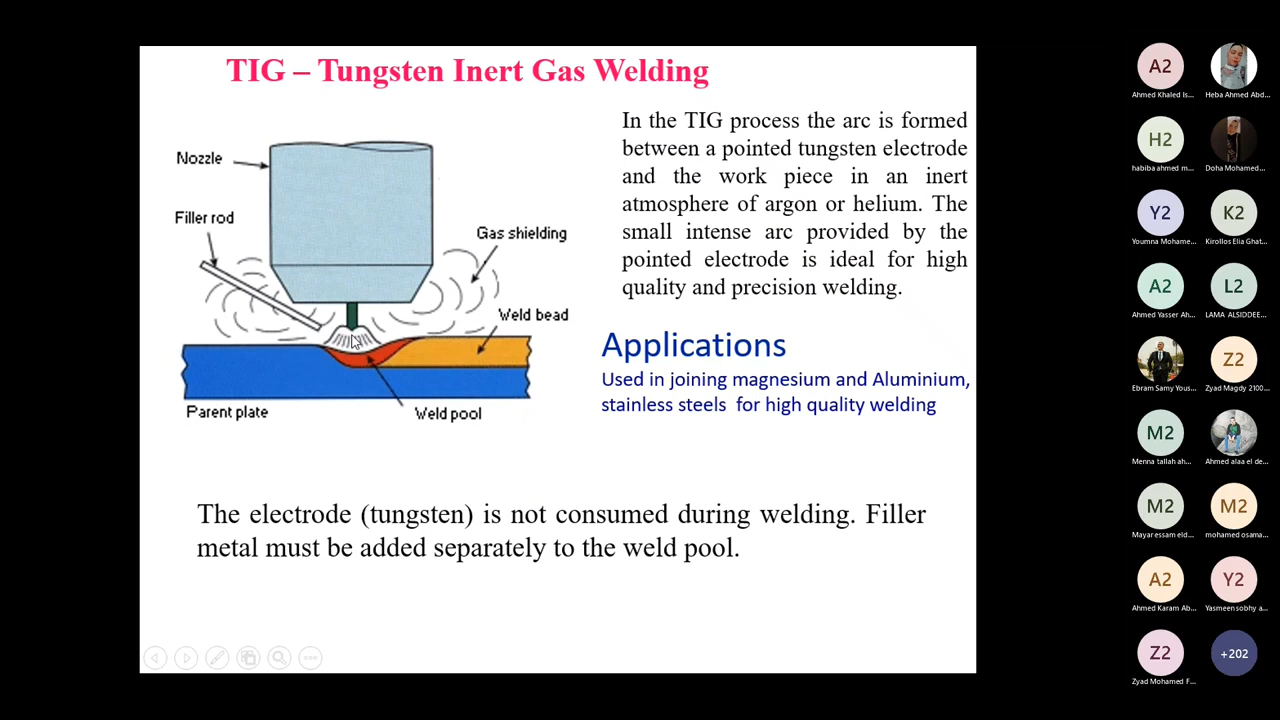 TIG – Tungsten Inert Gas Welding
In the TIG process the arc is formed
between a pointed tungsten electrode
and the work piece in an inert
atmosphere of argon or helium. The
small intense arc provided by the
pointed electrode is ideal for high
quality and precision welding.
Nozzle
Filler rod
Gas shielding
Weld bead
Parent plate
Weld pool
Applications
Used in joining magnesium and Aluminium,
stainless steels for high quality welding
The electrode (tungsten) is not consumed during welding. Filler
metal must be added separately to the weld pool.
A2
Ahmed Khaled Is...
Heba Ahmed Abd...
H2
habiba ahmed m...
Doha Mohamed...
Y2
Youmna Mohame...
K2
Kirollos Elia Ghat...
A2
Ahmed Yasser Ah...
L2
LAMA ALSIDDEE...
Ebram Samy Yous...
Z2
Zyad Magdy 2100...
M2
Menna tallah ah...
Ahmed alaa el de...
M2
Mayar essam eld...
M2
mohamed osama...
A2
Ahmed Karam Ab...
Y2
Yasmeen sobhy a...
Z2
Zyad Mohamed F...
+202